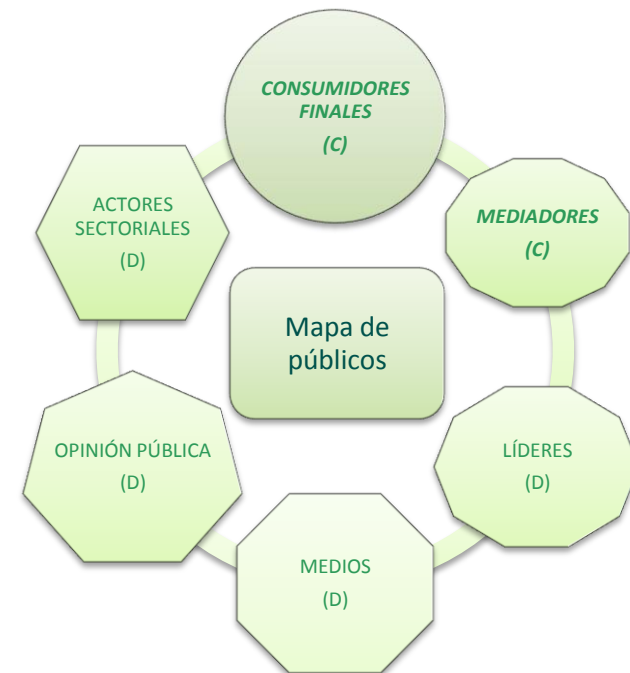 CONSUMIDORES
FINALES
(C)
MEDIADORES
(C)
LÍDERES
(D)
MEDIOS
(D)
OPINIÓN PÚBLICA
(D)
ACTORES
SECTORIALES
(D)
Mapa de
públicos